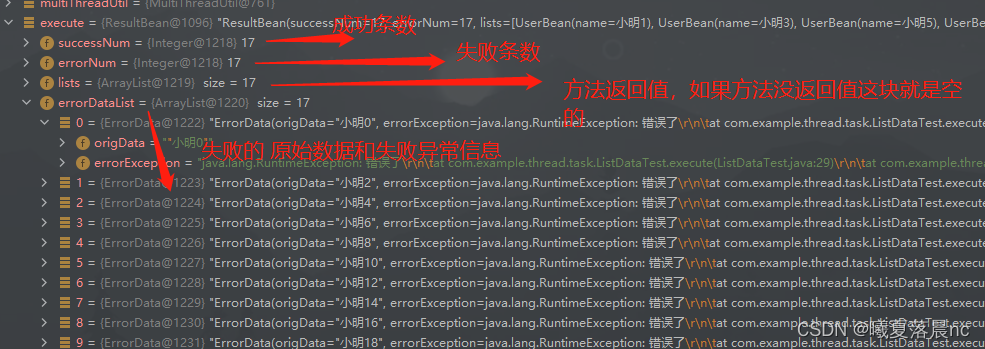 multiThreadUtil = {MultiThreadUtil@761}
execute = {ResultBean@1096} "ResultBean(successNum=17, errorNum=17, lists=[UserBean(name=小明1), UserBean(name=小明3), UserBean(name=小明5), UserBean(name=小明7), UserBe
成功条数
successNum = {Integer@1218} 17
失败条数
errorNum = {Integer@1218} 17
lists = {ArrayList@1219} size = 17
方法返回值，如果方法没返回值这块就是空的
errorDataList = {ArrayList@1220} size = 17
0 = {ErrorData@1222} "ErrorData(origData="小明0", errorException=java.lang.RuntimeException: 错误了\r\n\tat com.example.thread.task.ListDataTest.execute
origData = ""小明0""
失败的 原始数据和失败异常信息
errorException = "java.lang.RuntimeException: 错误了\r\n\tat com.example.thread.task.ListDataTest.execute(ListDataTest.java:29)\r\n\tat com.example.thre
1 = {ErrorData@1223} "ErrorData(origData="小明2", errorException=java.lang.RuntimeException: 错误了\r\n\tat com.example.thread.task.ListDataTest.execute
2 = {ErrorData@1224} "ErrorData(origData="小明4", errorException=java.lang.RuntimeException: 错误了\r\n\tat com.example.thread.task.ListDataTest.execute
3 = {ErrorData@1225} "ErrorData(origData="小明6", errorException=java.lang.RuntimeException: 错误了\r\n\tat com.example.thread.task.ListDataTest.execute
4 = {ErrorData@1226} "ErrorData(origData="小明8", errorException=java.lang.RuntimeException: 错误了\r\n\tat com.example.thread.task.ListDataTest.execute
5 = {ErrorData@1227} "ErrorData(origData="小明10", errorException=java.lang.RuntimeException: 错误了\r\n\tat com.example.thread.task.ListDataTest.execu
6 = {ErrorData@1228} "ErrorData(origData="小明12", errorException=java.lang.RuntimeException: 错误了\r\n\tat com.example.thread.task.ListDataTest.execu
7 = {ErrorData@1229} "ErrorData(origData="小明14", errorException=java.lang.RuntimeException: 错误了\r\n\tat com.example.thread.task.ListDataTest.execu
8 = {ErrorData@1230} "ErrorData(origData="小明16", errorException=java.lang.RuntimeException: 错误了\r\n\tat com.example.thread.task.ListDataTest.execu
9 = {ErrorData@1231} "ErrorData(origData="小明18", errorException=java.lang.RuntimeException: 错误了\r\n\tat com.example.thread.task.ListDataTest.execu
CSDN @曦夏落晨nc